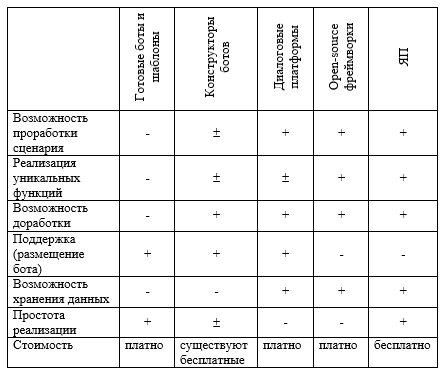 Готовые боты и
шаблоны
Конструкторы
ботов
Диалоговые
платформы
Open-source
фреймворки
ЯП
Возможность
проработки
сценария
- ± + + +
Реализация
уникальных
функций
- ± ± + +
Возможность
доработки
- + + + +
Поддержка
(размещение
бота)
+ + + - -
Возможность
хранения данных
- - + + +
Простота
реализации
+ ± - - +
Стоимость платно существуют платно платно бесплатно
бесплатные